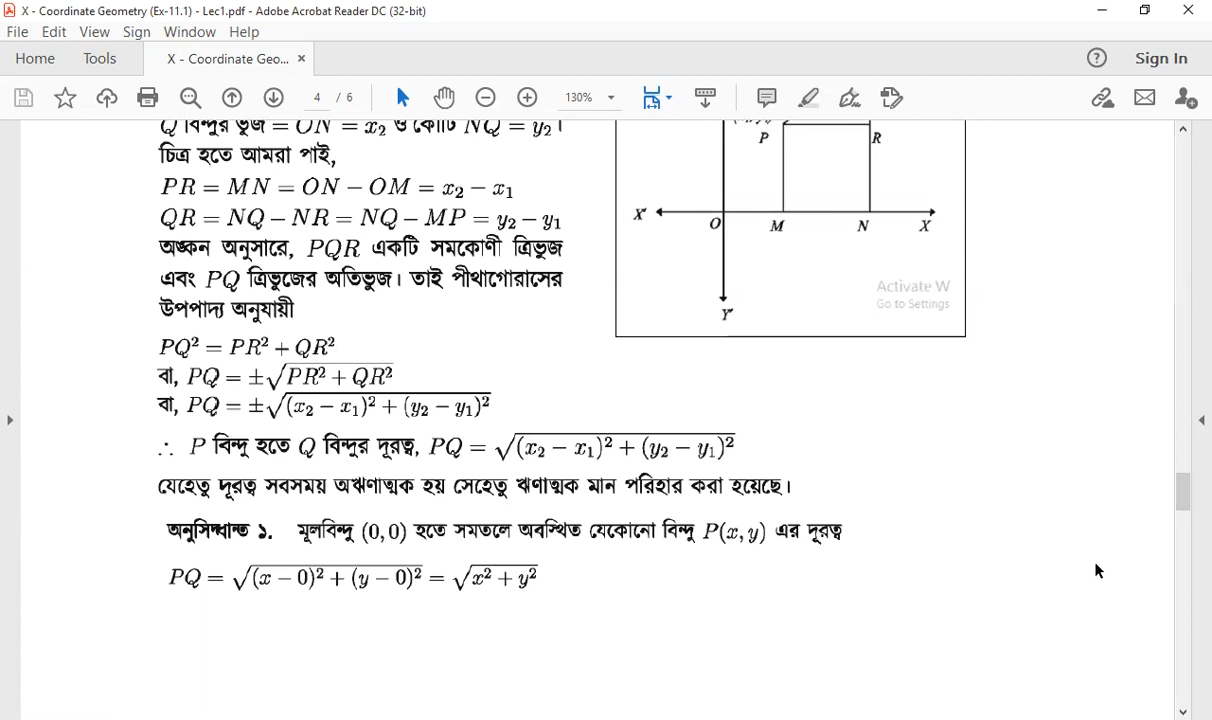 X - Coordinate Geometry (Ex-11.1) - Lec1.pdf - Adobe Acrobat Reader DC (32-bit)
File Edit View Sign Window Help
Home Tools X - Coordinate Geo... × Sign In
4 / 6 130%
Q বিন্দুর ভুজ = ON = x₂ ও কোটি NQ = y₂।
চিত্র হতে আমরা পাই,
PR = MN = ON − OM = x₂ − x₁
QR = NQ − NR = NQ − MP = y₂ − y₁
অঙ্কন অনুসারে, PQR একটি সমকোণী ত্রিভুজ
এবং PQ ত্রিভুজের অতিভুজ। তাই পীথাগোরাসের
উপপাদ্য অনুযায়ী
PQ² = PR² + QR²
বা, PQ = ±√(PR² + QR²)
বা, PQ = ±√((x₂ − x₁)² + (y₂ − y₁)²)
∴ P বিন্দু হতে Q বিন্দুর দূরত্ব, PQ = √((x₂ − x₁)² + (y₂ − y₁)²)
যেহেতু দূরত্ব সবসময় অঋণাত্মক হয় সেহেতু ঋণাত্মক মান পরিহার করা হয়েছে।
অনুসিদ্ধান্ত ১. মূলবিন্দু (0, 0) হতে সমতলে অবস্থিত যেকোনো বিন্দু P(x, y) এর দূরত্ব
PQ = √((x − 0)² + (y − 0)²) = √(x² + y²)
P R
X′ O M N X
Y′
Activate W
Go to Settings